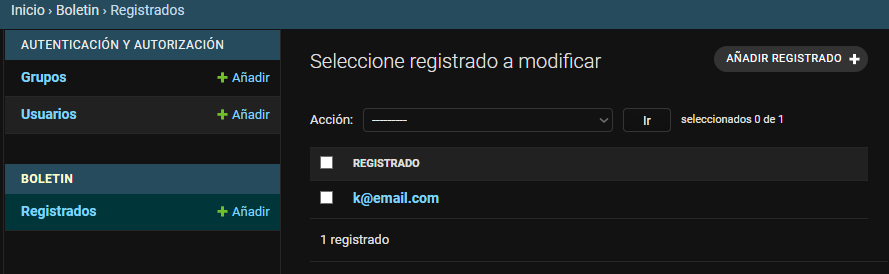 Inicio › Boletin › Registrados
AUTENTICACIÓN Y AUTORIZACIÓN
Grupos + Añadir
Usuarios + Añadir
BOLETIN
Registrados + Añadir
Seleccione registrado a modificar
AÑADIR REGISTRADO +
Acción: --------- Ir seleccionados 0 de 1
REGISTRADO
k@email.com
1 registrado